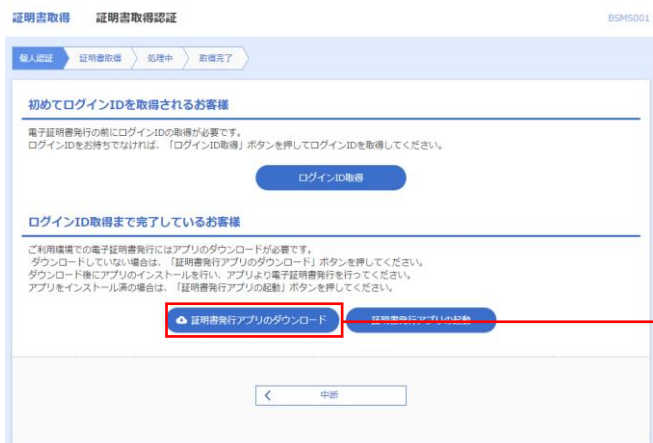 証明書取得 証明書取得認証 BSMS001
個人認証 証明書取得 処理中 取得完了
初めてログインIDを取得されるお客様
電子証明書発行の前にログインIDの取得が必要です。
ログインIDをお持ちでなければ、「ログインID取得」ボタンを押してログインIDを取得してください。
ログインID取得
ログインID取得まで完了しているお客様
ご利用環境での電子証明書発行にはアプリのダウンロードが必要です。
ダウンロードしていない場合は、「証明書発行アプリのダウンロード」ボタンを押してください。
ダウンロード後にアプリのインストールを行い、アプリより電子証明書発行を行ってください。
アプリをインストール済の場合は、「証明書発行アプリの起動」ボタンを押してください。
証明書発行アプリのダウンロード 証明書発行アプリの起動
中断